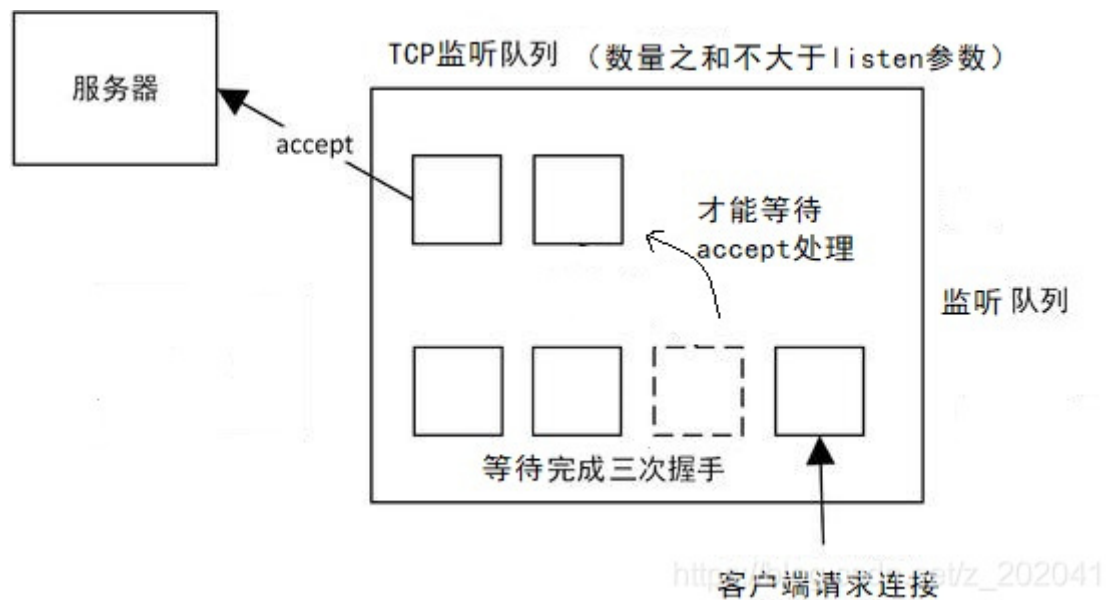 服务器
TCP监听队列 （数量之和不大于listen参数）
accept
才能等待
accept处理
监听 队列
等待完成三次握手
客户端请求连接